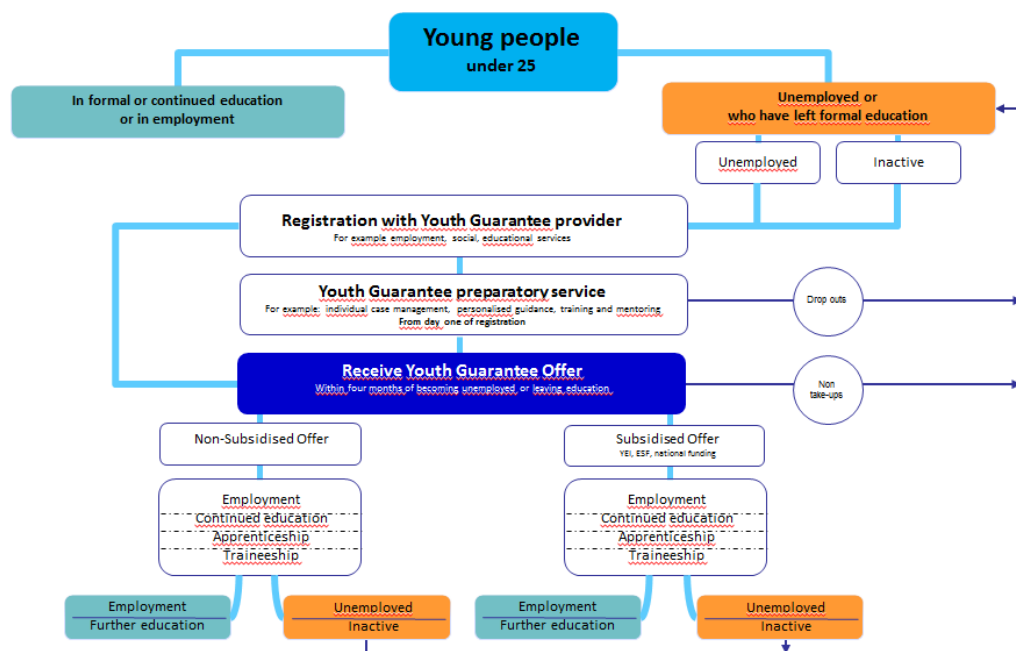 Young people
under 25
In formal or continued education
or in employment
Unemployed or
who have left formal education
Unemployed
Inactive
Registration with Youth Guarantee provider
For example employment, social, educational services
Youth Guarantee preparatory service
For example: individual case management, personalised guidance, training and mentoring
From day one of registration
Drop outs
Receive Youth Guarantee Offer
Within four months of becoming unemployed or leaving education
Non
take-ups
Non-Subsidised Offer
Subsidised Offer
YEI, ESF, national funding
Employment
Continued education
Apprenticeship
Traineeship
Employment
Continued education
Apprenticeship
Traineeship
Employment
Further education
Unemployed
Inactive
Employment
Further education
Unemployed
Inactive